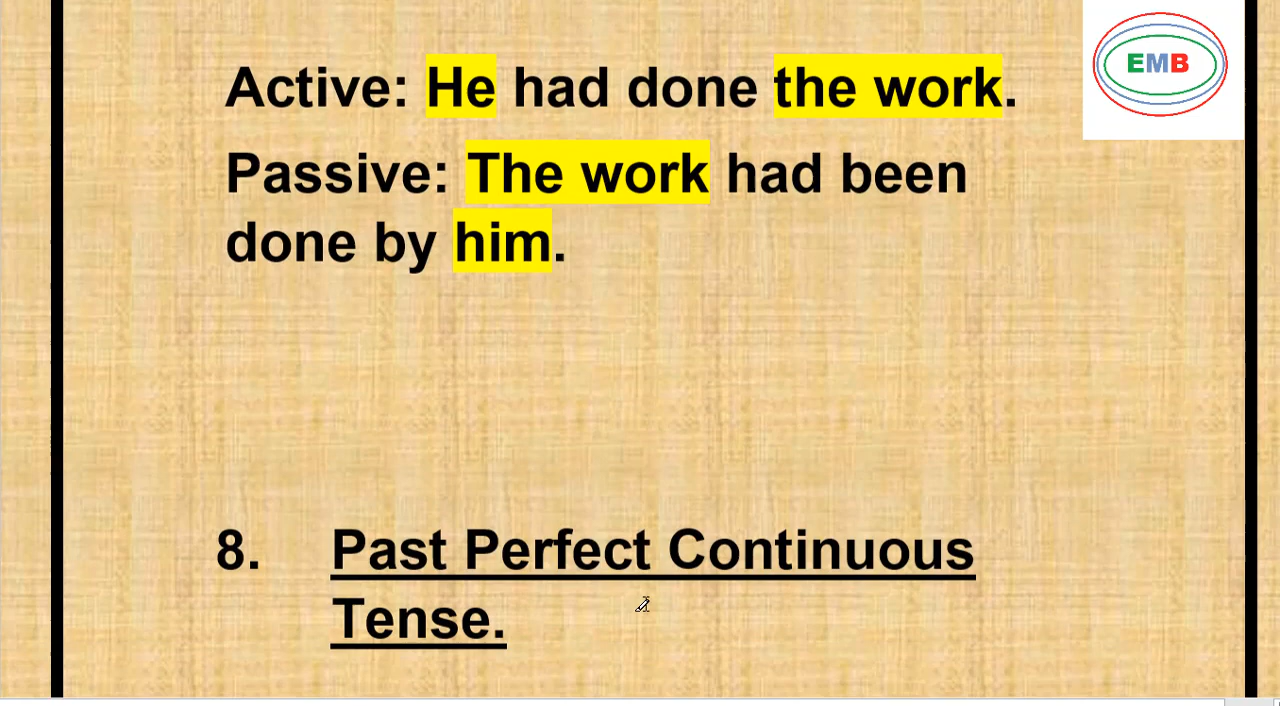 EMB
Active: He had done the work.
Passive: The work had been
done by him.
8. Past Perfect Continuous
Tense.